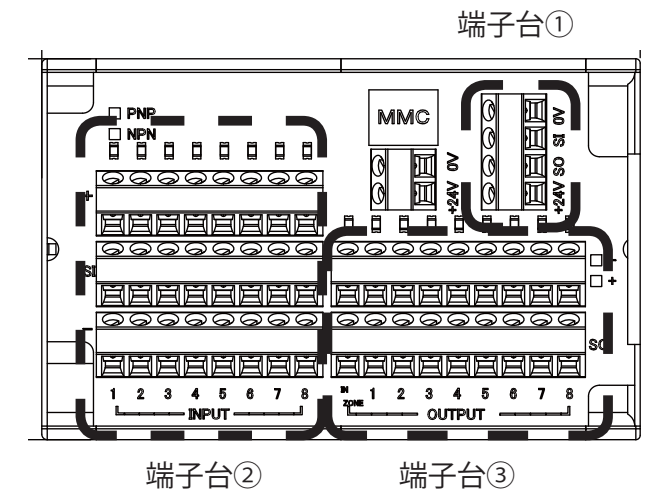 端子台①
PNP
NPN
MMC
+24V 0V
+24V SO SI 0V
+
SI
−
+
SO
1 2 3 4 5 6 7 8
INPUT
IN ZONE 1 2 3 4 5 6 7 8
OUTPUT
端子台② 端子台③